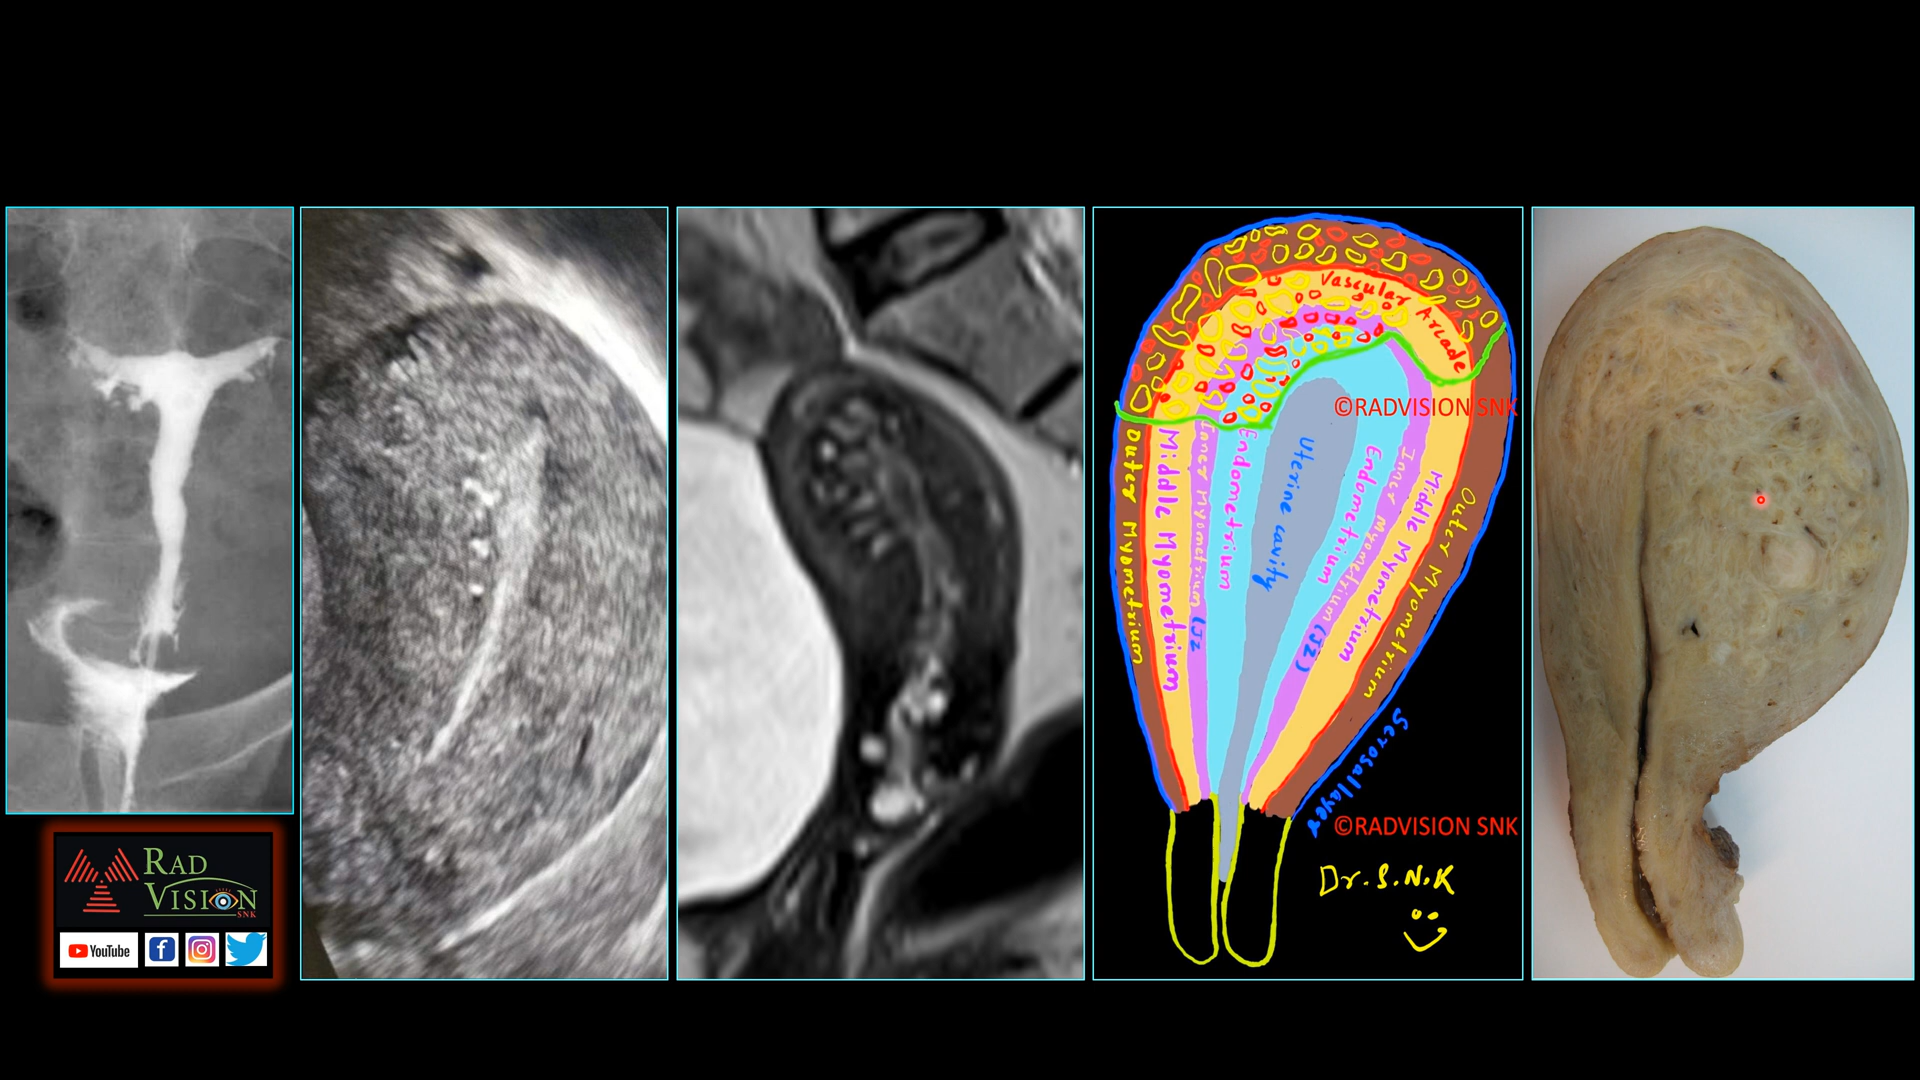 RAD
VISION
SNK
YouTube
Vascular Arcade
©RADVISION SNK
Outer Myometrium
Middle Myometrium
Inner Myometrium (JZ
Endometrium
Uterine cavity
Endometrium
Inner Myometrium (JZ)
Middle Myometrium
Outer Myometrium
Serosal layer
©RADVISION SNK
Dr. S.N.K